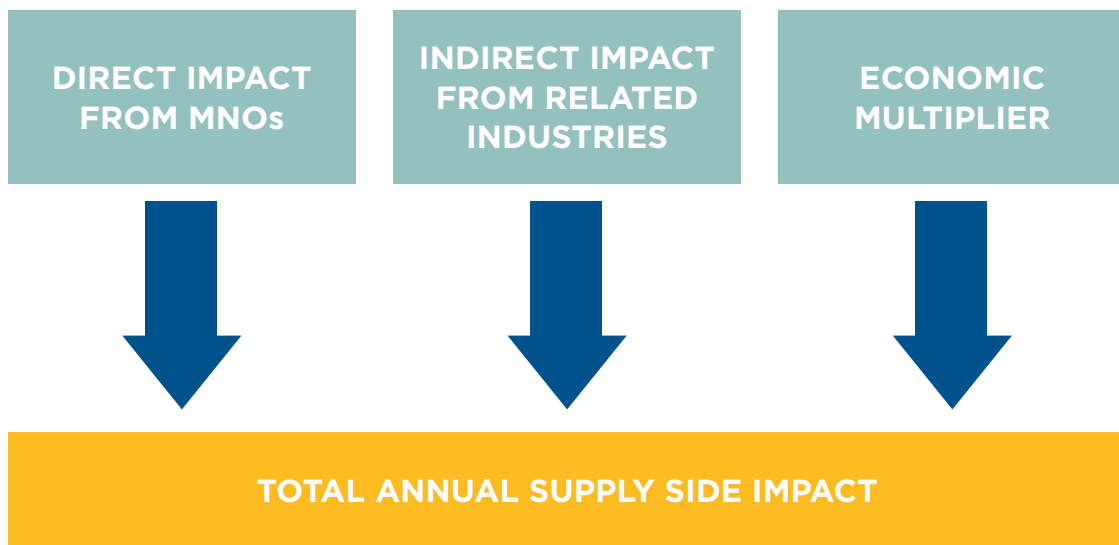 DIRECT IMPACT
FROM MNOs
INDIRECT IMPACT
FROM RELATED
INDUSTRIES
ECONOMIC
MULTIPLIER
TOTAL ANNUAL SUPPLY SIDE IMPACT